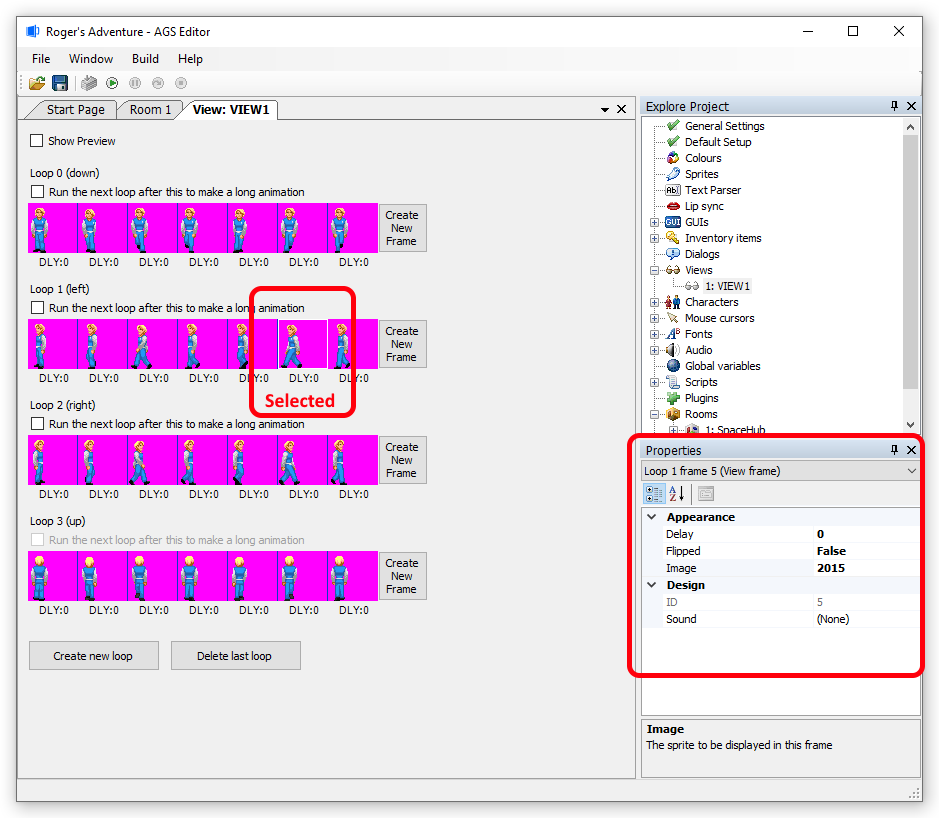 Roger's Adventure - AGS Editor
File Window Build Help
Start Page Room 1 View: VIEW1
Show Preview
Loop 0 (down)
Run the next loop after this to make a long animation
Create
New
Frame
DLY:0 DLY:0 DLY:0 DLY:0 DLY:0 DLY:0 DLY:0
Loop 1 (left)
Run the next loop after this to make a long animation
Create
New
Frame
DLY:0 DLY:0 DLY:0 DLY:0 DLY:0 DLY:0 DLY:0
Selected
Loop 2 (right)
Run the next loop after this to make a long animation
Create
New
Frame
DLY:0 DLY:0 DLY:0 DLY:0 DLY:0 DLY:0 DLY:0
Loop 3 (up)
Run the next loop after this to make a long animation
Create
New
Frame
DLY:0 DLY:0 DLY:0 DLY:0 DLY:0 DLY:0 DLY:0
Create new loop Delete last loop
Explore Project
General Settings
Default Setup
Colours
Sprites
Ab Text Parser
Lip sync
GUI GUIs
Inventory items
Dialogs
Views
1: VIEW1
Characters
Mouse cursors
Fonts
Audio
Global variables
Scripts
Plugins
Rooms
1: SpaceHub
Properties
Loop 1 frame 5 (View frame)
A
Z
Appearance
Delay 0
Flipped False
Image 2015
Design
ID 5
Sound (None)
Image
The sprite to be displayed in this frame